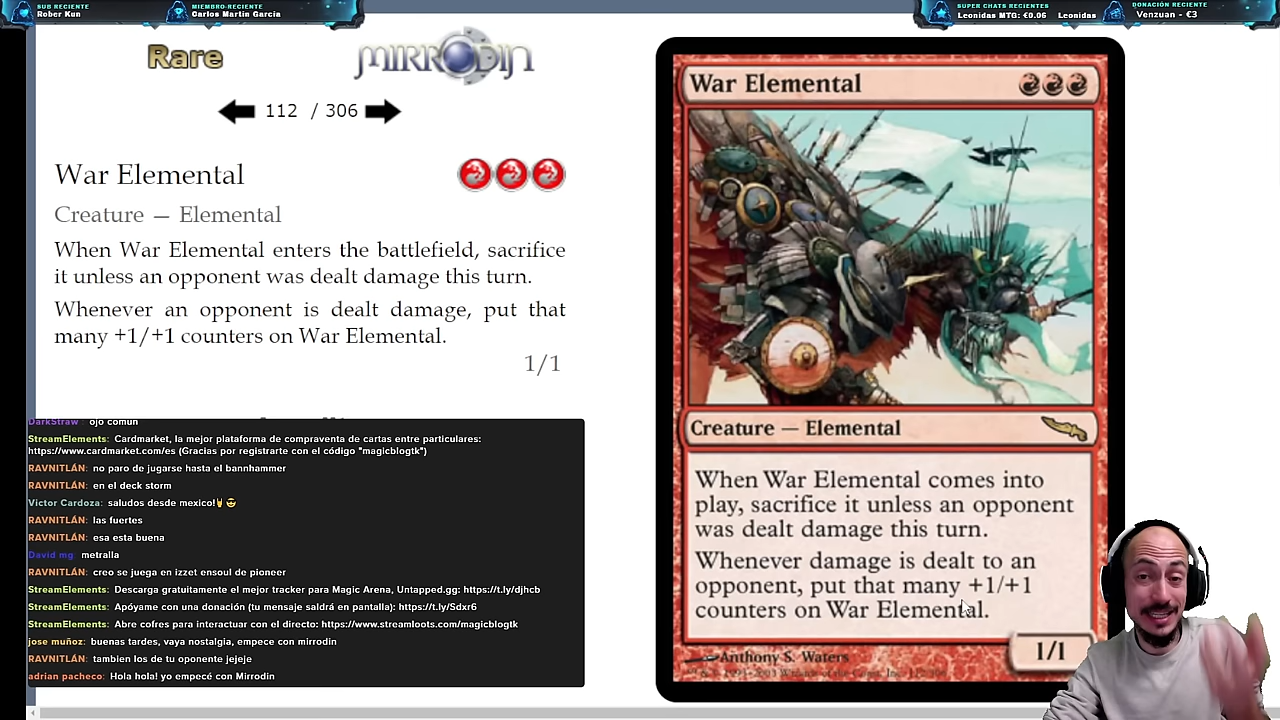 SUB RECIENTE
Rober Kun
MIEMBRO RECIENTE
Carlos Martin Garcia
SUPER CHATS RECIENTES
Leonidas MTG: €0.06 Leonidas
DONACIÓN RECIENTE
Venzuan - €3
Rare
MIRRODIN
112 / 306
War Elemental
Creature — Elemental
When War Elemental enters the battlefield, sacrifice
it unless an opponent was dealt damage this turn.
Whenever an opponent is dealt damage, put that
many +1/+1 counters on War Elemental.
1/1
DarkStraw: ojo comun
StreamElements: Cardmarket, la mejor plataforma de compraventa de cartas entre particulares:
https://www.cardmarket.com/es (Gracias por registrarte con el código "magicblogtk")
RAVNITLÁN: no paro de jugarse hasta el bannhammer
RAVNITLÁN: en el deck storm
Victor Cardoza: saludos desde mexico!🤘😎
RAVNITLÁN: las fuertes
RAVNITLÁN: esa esta buena
David mg: metralla
RAVNITLÁN: creo se juega en izzet ensoul de pioneer
StreamElements: Descarga gratuitamente el mejor tracker para Magic Arena, Untapped.gg: https://t.ly/djhcb
StreamElements: Apóyame con una donación (tu mensaje saldrá en pantalla): https://t.ly/Sdxr6
StreamElements: Abre cofres para interactuar con el directo: https://www.streamloots.com/magicblogtk
jose muñoz: buenas tardes, vaya nostalgia, empece con mirrodin
RAVNITLÁN: tambien los de tu oponente jejeje
adrian pacheco: Hola hola! yo empecé con Mirrodin
War Elemental
Creature — Elemental
When War Elemental comes into
play, sacrifice it unless an opponent
was dealt damage this turn.
Whenever damage is dealt to an
opponent, put that many +1/+1
counters on War Elemental.
1/1
Anthony S. Waters